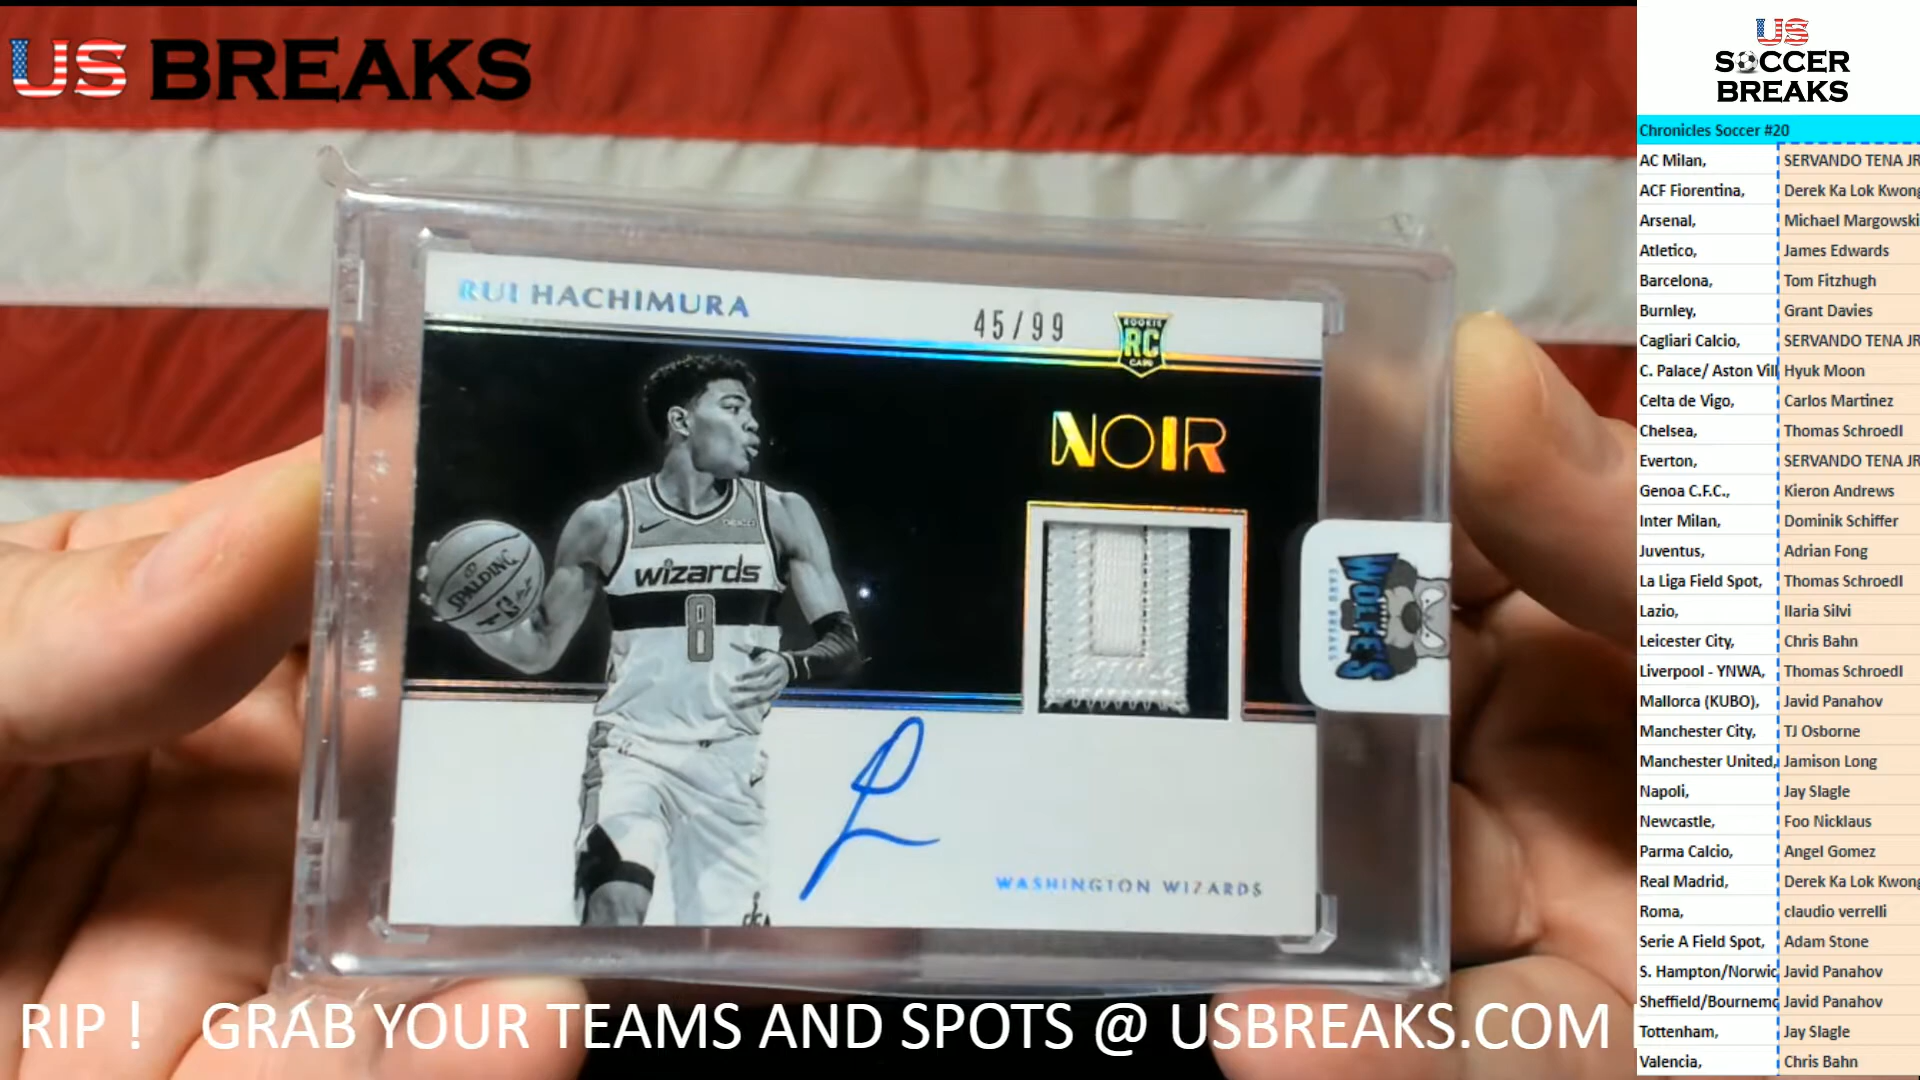 US BREAKS
RUI HACHIMURA
45/99
ROOKIE
RC
CARD
NOIR
SPALDING
wizards
8
WOLFE'S
CARD BREAKS
WASHINGTON WIZARDS
RIP ! GRAB YOUR TEAMS AND SPOTS @ USBREAKS.COM
US
SOCCER
BREAKS
Chronicles Soccer #20
AC Milan, SERVANDO TENA JR
ACF Fiorentina, Derek Ka Lok Kwong
Arsenal, Michael Margowski
Atletico, James Edwards
Barcelona, Tom Fitzhugh
Burnley, Grant Davies
Cagliari Calcio, SERVANDO TENA JR
C. Palace/ Aston Vill Hyuk Moon
Celta de Vigo, Carlos Martinez
Chelsea, Thomas Schroedl
Everton, SERVANDO TENA JR
Genoa C.F.C., Kieron Andrews
Inter Milan, Dominik Schiffer
Juventus, Adrian Fong
La Liga Field Spot, Thomas Schroedl
Lazio, Ilaria Silvi
Leicester City, Chris Bahn
Liverpool - YNWA, Thomas Schroedl
Mallorca (KUBO), Javid Panahov
Manchester City, TJ Osborne
Manchester United, Jamison Long
Napoli, Jay Slagle
Newcastle, Foo Nicklaus
Parma Calcio, Angel Gomez
Real Madrid, Derek Ka Lok Kwong
Roma, claudio verrelli
Serie A Field Spot, Adam Stone
S. Hampton/Norwic Javid Panahov
Sheffield/Bournemo Javid Panahov
Tottenham, Jay Slagle
Valencia, Chris Bahn